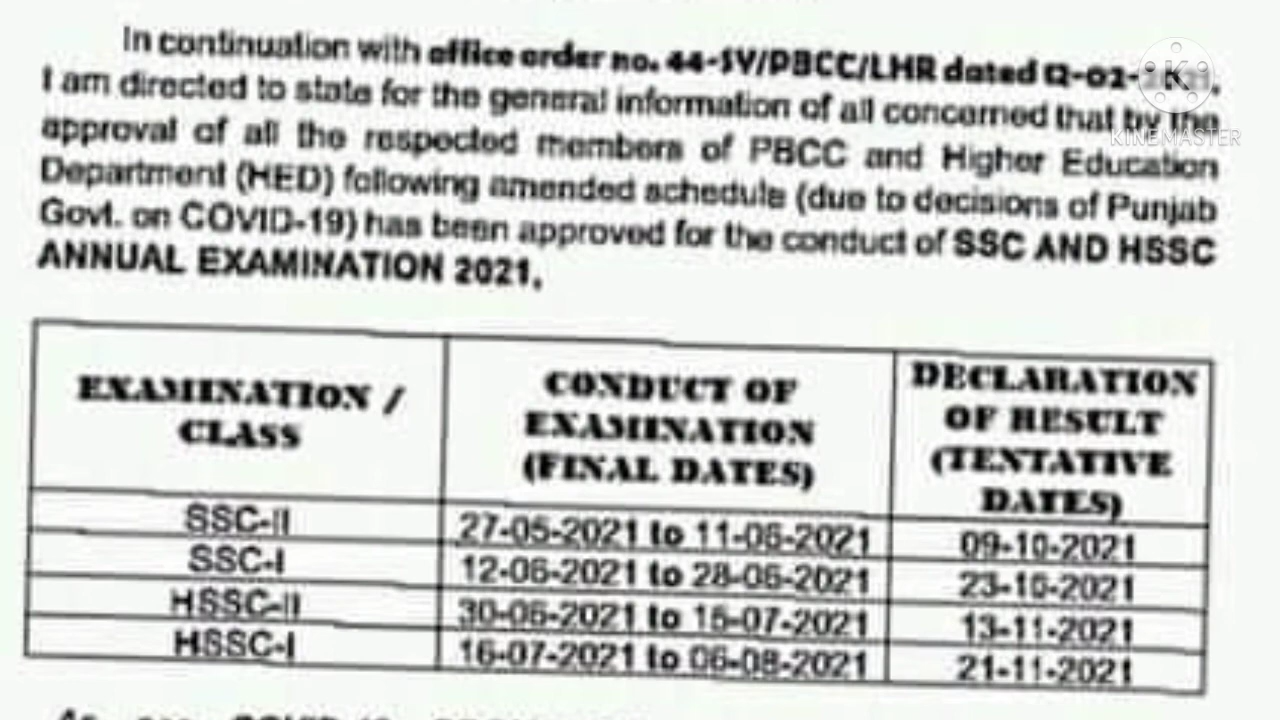 In continuation with office order no. 44-SV/PBCC/LHR dated 12-02-2021,
I am directed to state for the general information of all concerned that by the
approval of all the respected members of PBCC and Higher Education
Department (HED) following amended schedule (due to decisions of Punjab
Govt. on COVID-19) has been approved for the conduct of SSC AND HSSC
ANNUAL EXAMINATION 2021.
EXAMINATION / CLASS
CONDUCT OF EXAMINATION (FINAL DATES)
DECLARATION OF RESULT (TENTATIVE DATES)
SSC-II 27-05-2021 to 11-06-2021 09-10-2021
SSC-I 12-06-2021 to 28-06-2021 23-10-2021
HSSC-II 30-06-2021 to 15-07-2021 13-11-2021
HSSC-I 16-07-2021 to 06-08-2021 21-11-2021
K
KINEMASTER